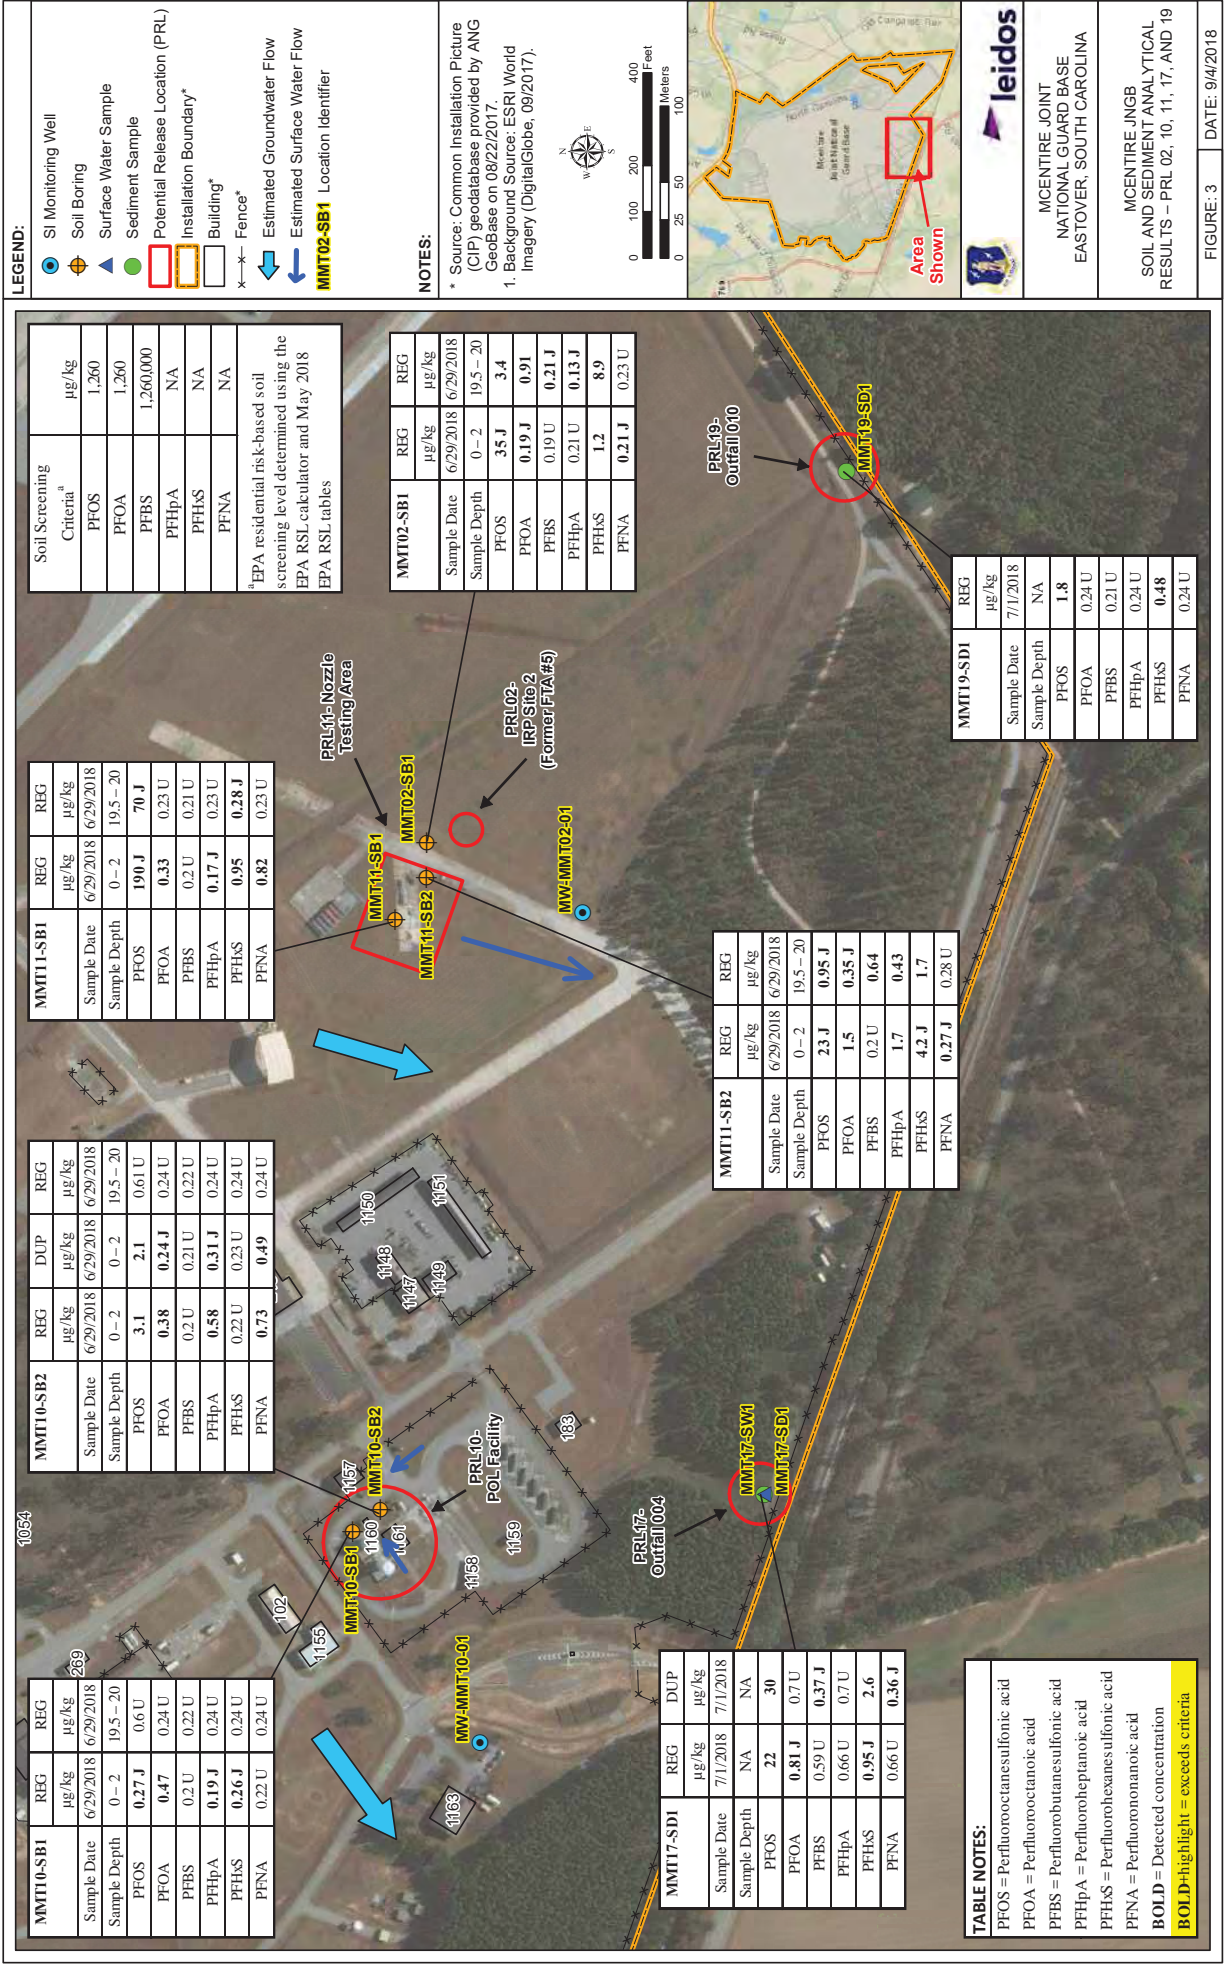 MMT10-SB1 REG REG
µg/kg µg/kg
Sample Date 6/29/2018 6/29/2018
Sample Depth 0 – 2 19.5 – 20
PFOS 0.27 J 0.6 U
PFOA 0.47 0.24 U
PFBS 0.2 U 0.22 U
PFHpA 0.19 J 0.24 U
PFHxS 0.26 J 0.24 U
PFNA 0.22 U 0.24 U
MMT10-SB2 REG DUP REG
µg/kg µg/kg µg/kg
Sample Date 6/29/2018 6/29/2018 6/29/2018
Sample Depth 0 – 2 0 – 2 19.5 – 20
PFOS 3.1 2.1 0.61 U
PFOA 0.38 0.24 J 0.24 U
PFBS 0.2 U 0.21 U 0.22 U
PFHpA 0.58 0.31 J 0.24 U
PFHxS 0.22 U 0.23 U 0.24 U
PFNA 0.73 0.49 0.24 U
MMT11-SB1 REG REG
µg/kg µg/kg
Sample Date 6/29/2018 6/29/2018
Sample Depth 0 – 2 19.5 – 20
PFOS 190 J 70 J
PFOA 0.33 0.23 U
PFBS 0.2 U 0.21 U
PFHpA 0.17 J 0.23 U
PFHxS 0.95 0.28 J
PFNA 0.82 0.23 U
Soil Screening
Criteriaª µg/kg
PFOS 1,260
PFOA 1,260
PFBS 1,260,000
PFHpA NA
PFHxS NA
PFNA NA
ªEPA residential risk-based soil
screening level determined using the
EPA RSL calculator and May 2018
EPA RSL tables
MMT02-SB1 REG REG
µg/kg µg/kg
Sample Date 6/29/2018 6/29/2018
Sample Depth 0 – 2 19.5 – 20
PFOS 35 J 3.4
PFOA 0.19 J 0.91
PFBS 0.19 U 0.21 J
PFHpA 0.21 U 0.13 J
PFHxS 1.2 8.9
PFNA 0.21 J 0.23 U
1054
269
102
1155
1157
1160
1161
1158
1159
183
1163
1150
1151
1148
1147
1149
MMT10-SB1
MMT10-SB2
PRL10-
POL Facility
MW-MMT10-01
PRL11- Nozzle
Testing Area
MMT11-SB1
MMT11-SB2
MMT02-SB1
PRL02-
IRP Site 2
(Former FTA #5)
MW-MMT02-01
PRL17-
Outfall 004
MMT17-SW1
MMT17-SD1
PRL19-
Outfall 010
MMT19-SD1
MMT17-SD1 REG DUP
µg/kg µg/kg
Sample Date 7/1/2018 7/1/2018
Sample Depth NA NA
PFOS 22 30
PFOA 0.81 J 0.7 U
PFBS 0.59 U 0.37 J
PFHpA 0.66 U 0.7 U
PFHxS 0.95 J 2.6
PFNA 0.66 U 0.36 J
MMT11-SB2 REG REG
µg/kg µg/kg
Sample Date 6/29/2018 6/29/2018
Sample Depth 0 – 2 19.5 – 20
PFOS 23 J 0.95 J
PFOA 1.5 0.35 J
PFBS 0.2 U 0.64
PFHpA 1.7 0.43
PFHxS 4.2 J 1.7
PFNA 0.27 J 0.28 U
MMT19-SD1 REG
µg/kg
Sample Date 7/1/2018
Sample Depth NA
PFOS 1.8
PFOA 0.24 U
PFBS 0.21 U
PFHpA 0.24 U
PFHxS 0.48
PFNA 0.24 U
TABLE NOTES:
PFOS = Perfluorooctanesulfonic acid
PFOA = Perfluorooctanoic acid
PFBS = Perfluorobutanesulfonic acid
PFHpA = Perfluoroheptanoic acid
PFHxS = Perfluorohexanesulfonic acid
PFNA = Perfluorononanoic acid
BOLD = Detected concentration
BOLD+highlight = exceeds criteria
LEGEND:
SI Monitoring Well
Soil Boring
Surface Water Sample
Sediment Sample
Potential Release Location (PRL)
Installation Boundary*
Building*
Fence*
Estimated Groundwater Flow
Estimated Surface Water Flow
MMT02-SB1 Location Identifier
NOTES:
* Source: Common Installation Picture
(CIP) geodatabase provided by ANG
GeoBase on 08/22/2017.
1. Background Source: ESRI World
Imagery (DigitalGlobe, 09/2017).
N
W E
S
0 100 200 400
Feet
Meters
0 25 50 100
769
North Carolina
Mcentire
Joint National
Guard Base
Congaree Rex
Area
Shown
leidos
MCENTIRE JOINT
NATIONAL GUARD BASE
EASTOVER, SOUTH CAROLINA
MCENTIRE JNGB
SOIL AND SEDIMENT ANALYTICAL
RESULTS – PRL 02, 10, 11, 17, AND 19
FIGURE: 3 DATE: 9/4/2018